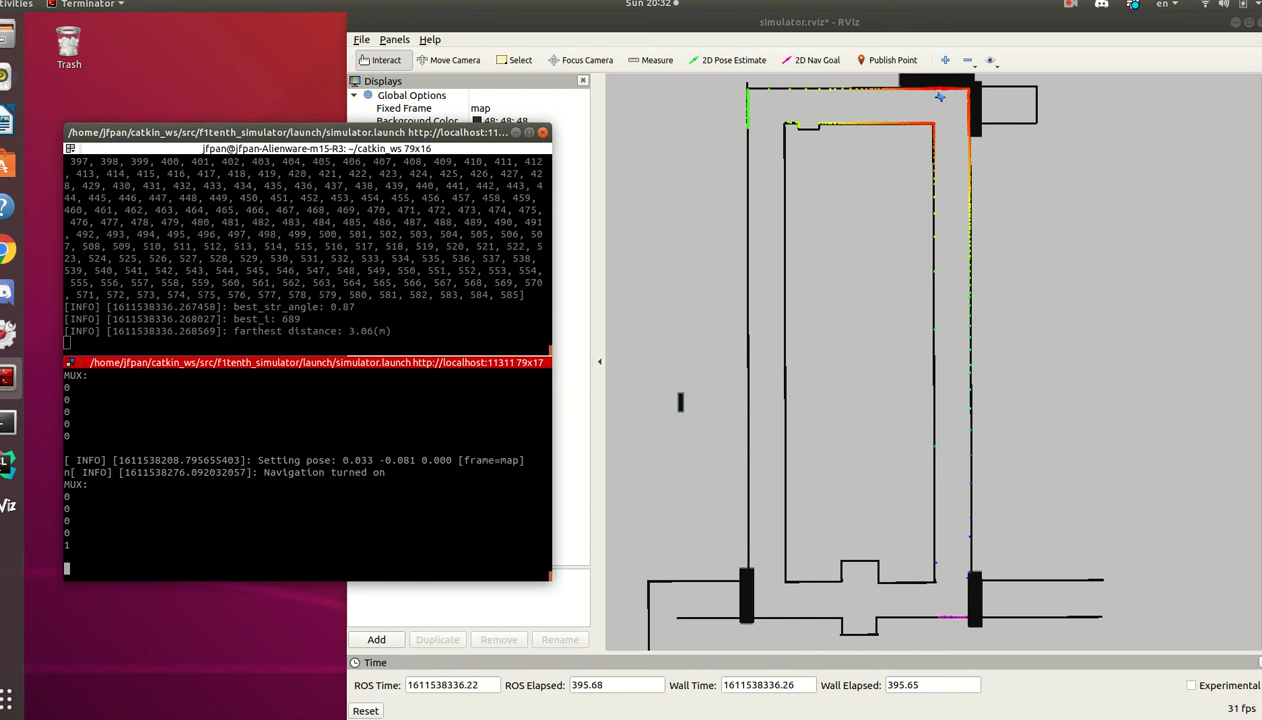 tivities
Terminator
Sun 20:32
en
Trash
simulator.rviz* - RViz
File Panels Help
Interact Move Camera Select Focus Camera Measure 2D Pose Estimate 2D Nav Goal Publish Point
Displays
Global Options
Fixed Frame map
Background Color 48; 48; 48
/home/jfpan/catkin_ws/src/f1tenth_simulator/launch/simulator.launch http://localhost:11...
jfpan@jfpan-Alienware-m15-R3: ~/catkin_ws 79x16
397, 398, 399, 400, 401, 402, 403, 404, 405, 406, 407, 408, 409, 410, 411, 412
, 413, 414, 415, 416, 417, 418, 419, 420, 421, 422, 423, 424, 425, 426, 427, 42
8, 429, 430, 431, 432, 433, 434, 435, 436, 437, 438, 439, 440, 441, 442, 443, 4
44, 445, 446, 447, 448, 449, 450, 451, 452, 453, 454, 455, 456, 457, 458, 459,
460, 461, 462, 463, 464, 465, 466, 467, 468, 469, 470, 471, 472, 473, 474, 475,
476, 477, 478, 479, 480, 481, 482, 483, 484, 485, 486, 487, 488, 489, 490, 491
, 492, 493, 494, 495, 496, 497, 498, 499, 500, 501, 502, 503, 504, 505, 506, 50
7, 508, 509, 510, 511, 512, 513, 514, 515, 516, 517, 518, 519, 520, 521, 522, 5
23, 524, 525, 526, 527, 528, 529, 530, 531, 532, 533, 534, 535, 536, 537, 538,
539, 540, 541, 542, 543, 544, 545, 546, 547, 548, 549, 550, 551, 552, 553, 554,
555, 556, 557, 558, 559, 560, 561, 562, 563, 564, 565, 566, 567, 568, 569, 570
, 571, 572, 573, 574, 575, 576, 577, 578, 579, 580, 581, 582, 583, 584, 585]
[INFO] [1611538336.267458]: best_str_angle: 0.87
[INFO] [1611538336.268027]: best_i: 689
[INFO] [1611538336.268569]: farthest distance: 3.06(m)
/home/jfpan/catkin_ws/src/f1tenth_simulator/launch/simulator.launch http://localhost:11311 79x17
MUX:
0
0
0
0
0
[ INFO] [1611538208.795655403]: Setting pose: 0.033 -0.081 0.000 [frame=map]
n[ INFO] [1611538276.092032057]: Navigation turned on
MUX:
0
0
0
0
1
Add Duplicate Remove Rename
Time
ROS Time: 1611538336.22 ROS Elapsed: 395.68 Wall Time: 1611538336.26 Wall Elapsed: 395.65 Experimental
Reset 31 fps
Viz